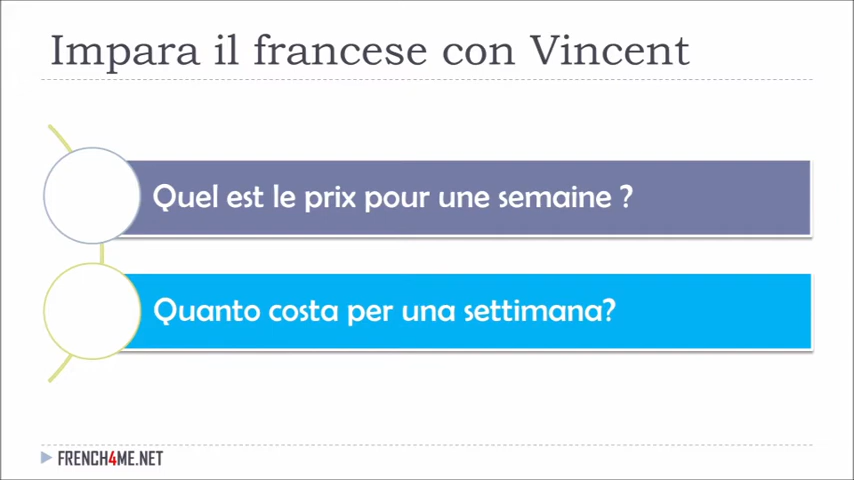 Impara il francese con Vincent
Quel est le prix pour une semaine ?
Quanto costa per una settimana?
FRENCH4ME.NET